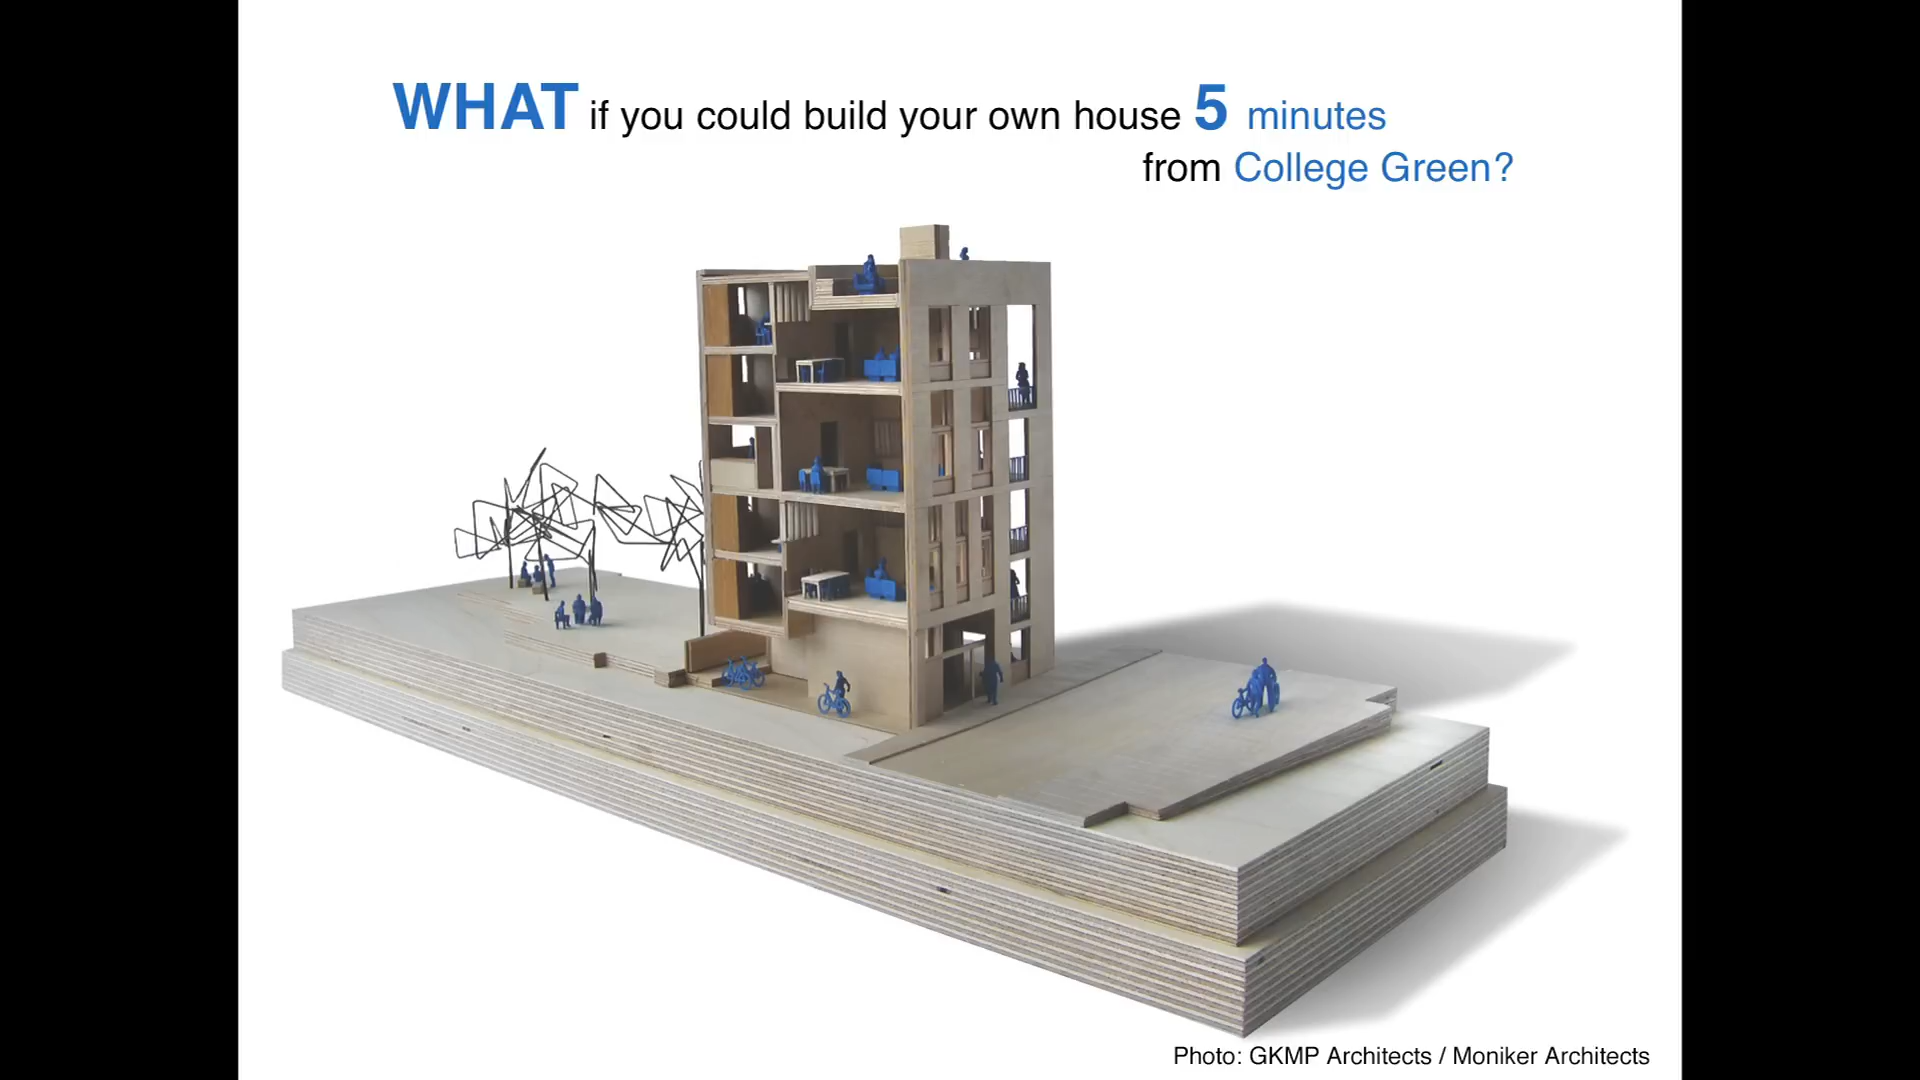 WHAT if you could build your own house 5 minutes
from College Green?
Photo: GKMP Architects / Moniker Architects